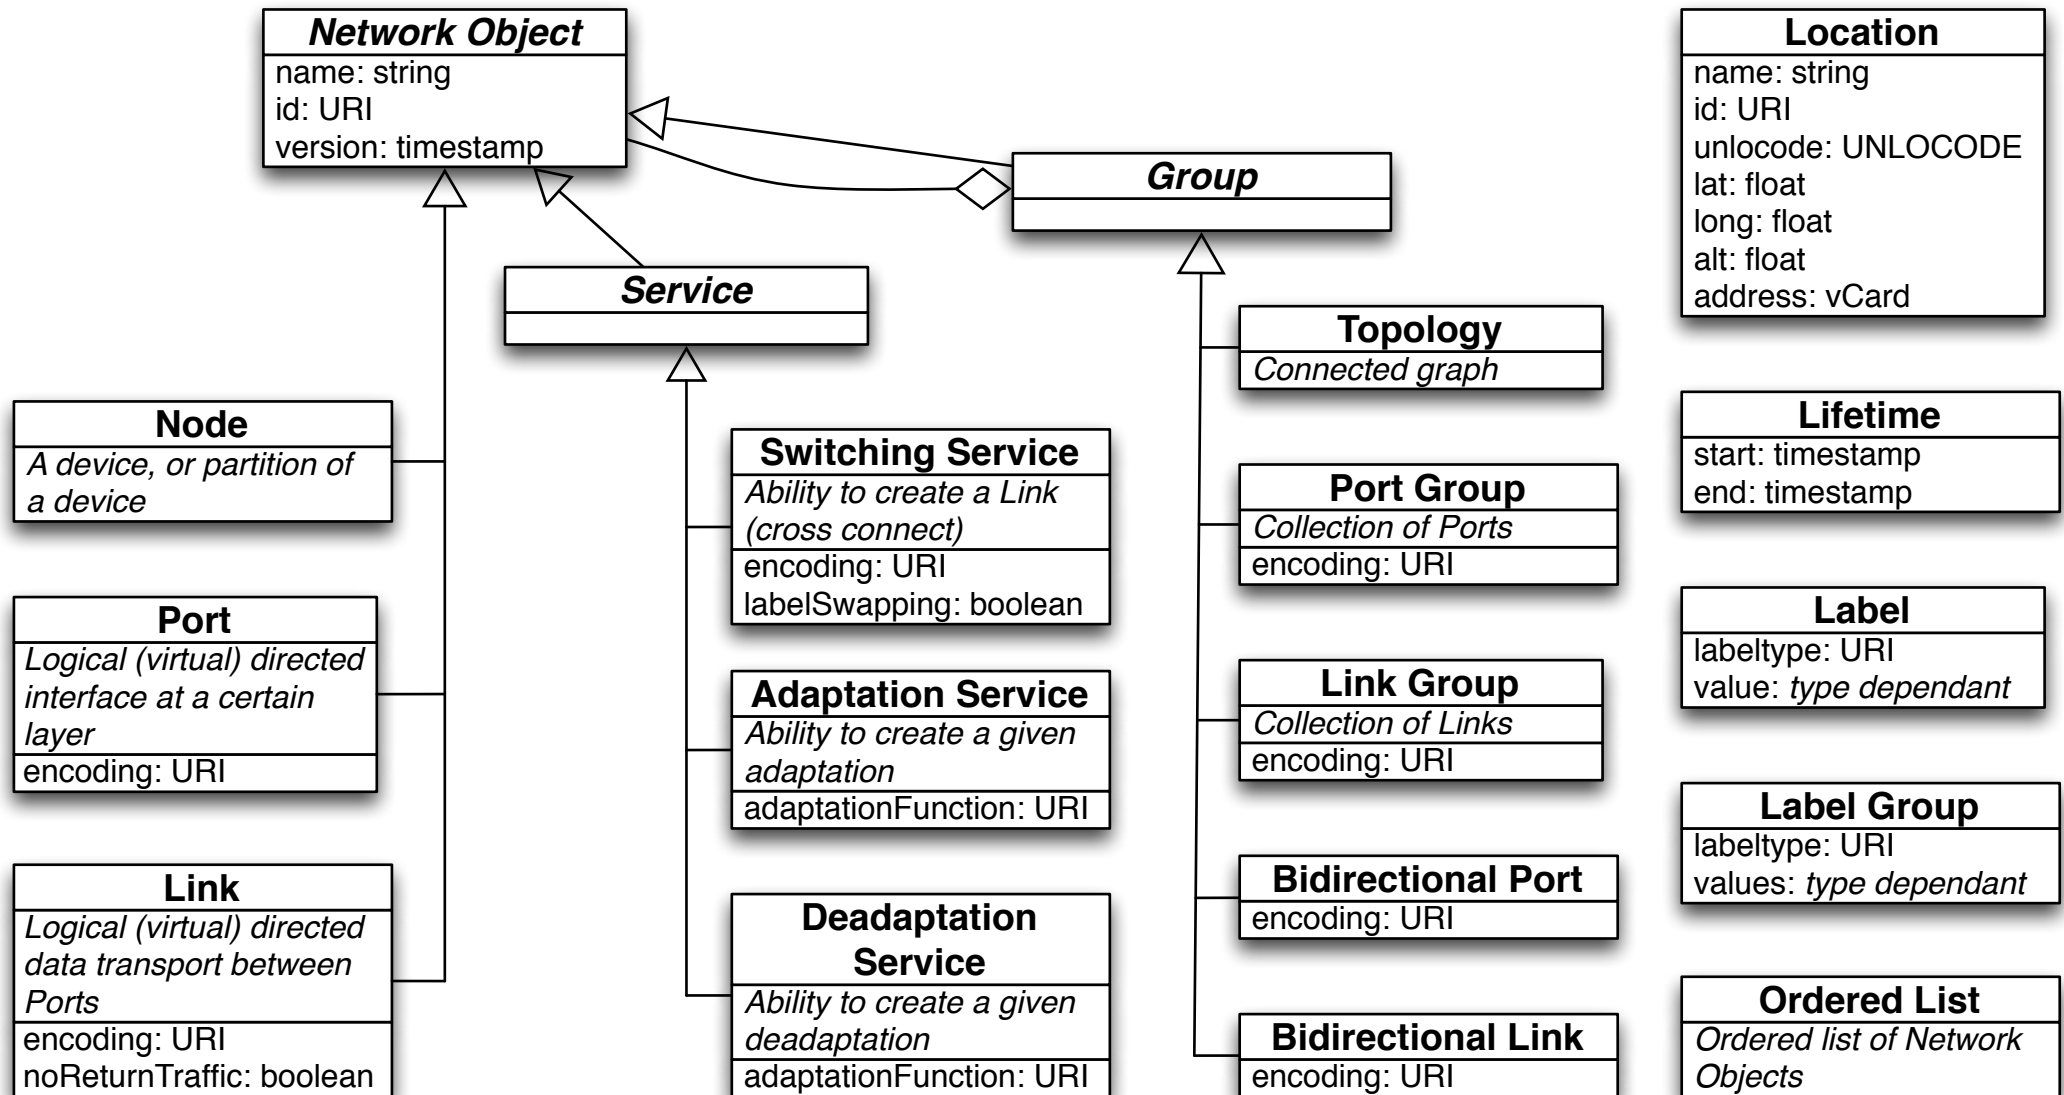 Network Object
name: string
id: URI
version: timestamp
Group
Service
Node
A device, or partition of
a device
Port
Logical (virtual) directed
interface at a certain
layer
encoding: URI
Link
Logical (virtual) directed
data transport between
Ports
encoding: URI
noReturnTraffic: boolean
Switching Service
Ability to create a Link
(cross connect)
encoding: URI
labelSwapping: boolean
Adaptation Service
Ability to create a given
adaptation
adaptationFunction: URI
Deadaptation
Service
Ability to create a given
deadaptation
adaptationFunction: URI
Topology
Connected graph
Port Group
Collection of Ports
encoding: URI
Link Group
Collection of Links
encoding: URI
Bidirectional Port
encoding: URI
Bidirectional Link
encoding: URI
Location
name: string
id: URI
unlocode: UNLOCODE
lat: float
long: float
alt: float
address: vCard
Lifetime
start: timestamp
end: timestamp
Label
labeltype: URI
value: type dependant
Label Group
labeltype: URI
values: type dependant
Ordered List
Ordered list of Network
Objects